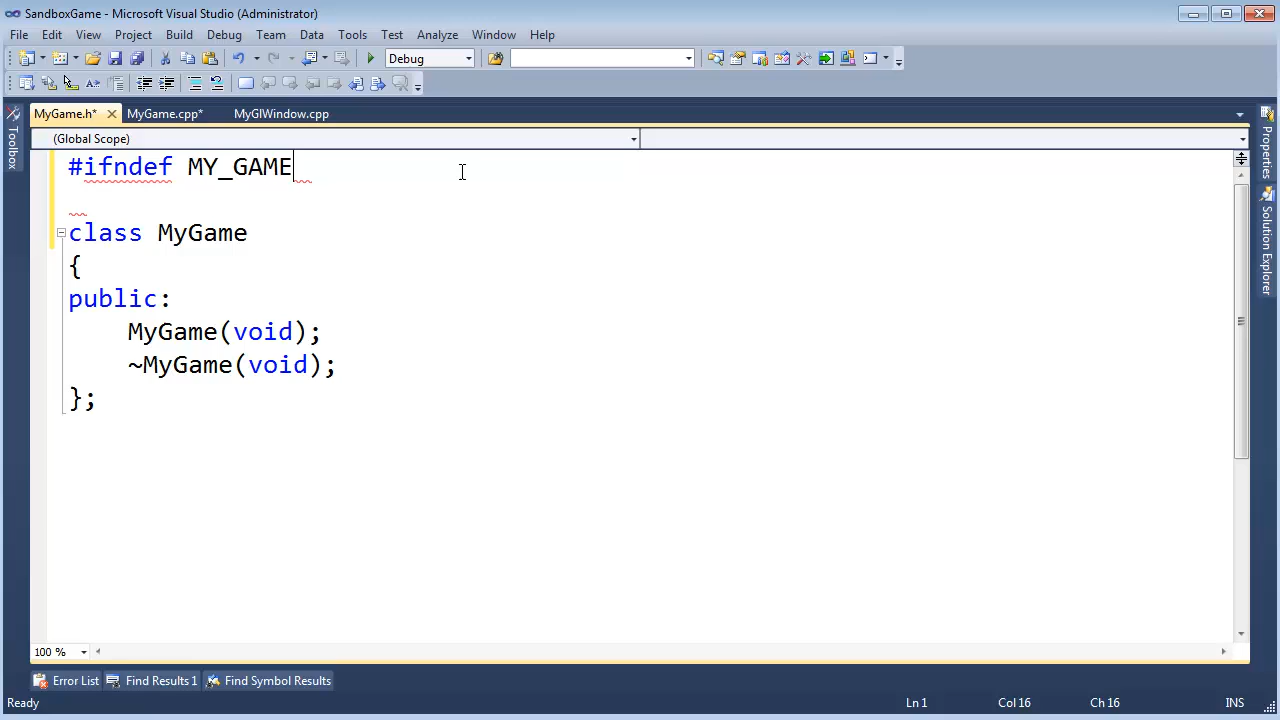 SandboxGame - Microsoft Visual Studio (Administrator)
File Edit View Project Build Debug Team Data Tools Test Analyze Window Help
Debug
MyGame.h* MyGame.cpp* MyGlWindow.cpp
(Global Scope)
Toolbox
#ifndef MY_GAME
class MyGame
{
public:
MyGame(void);
~MyGame(void);
};
Properties
Solution Explorer
100 %
Error List Find Results 1 Find Symbol Results
Ready Ln 1 Col 16 Ch 16 INS